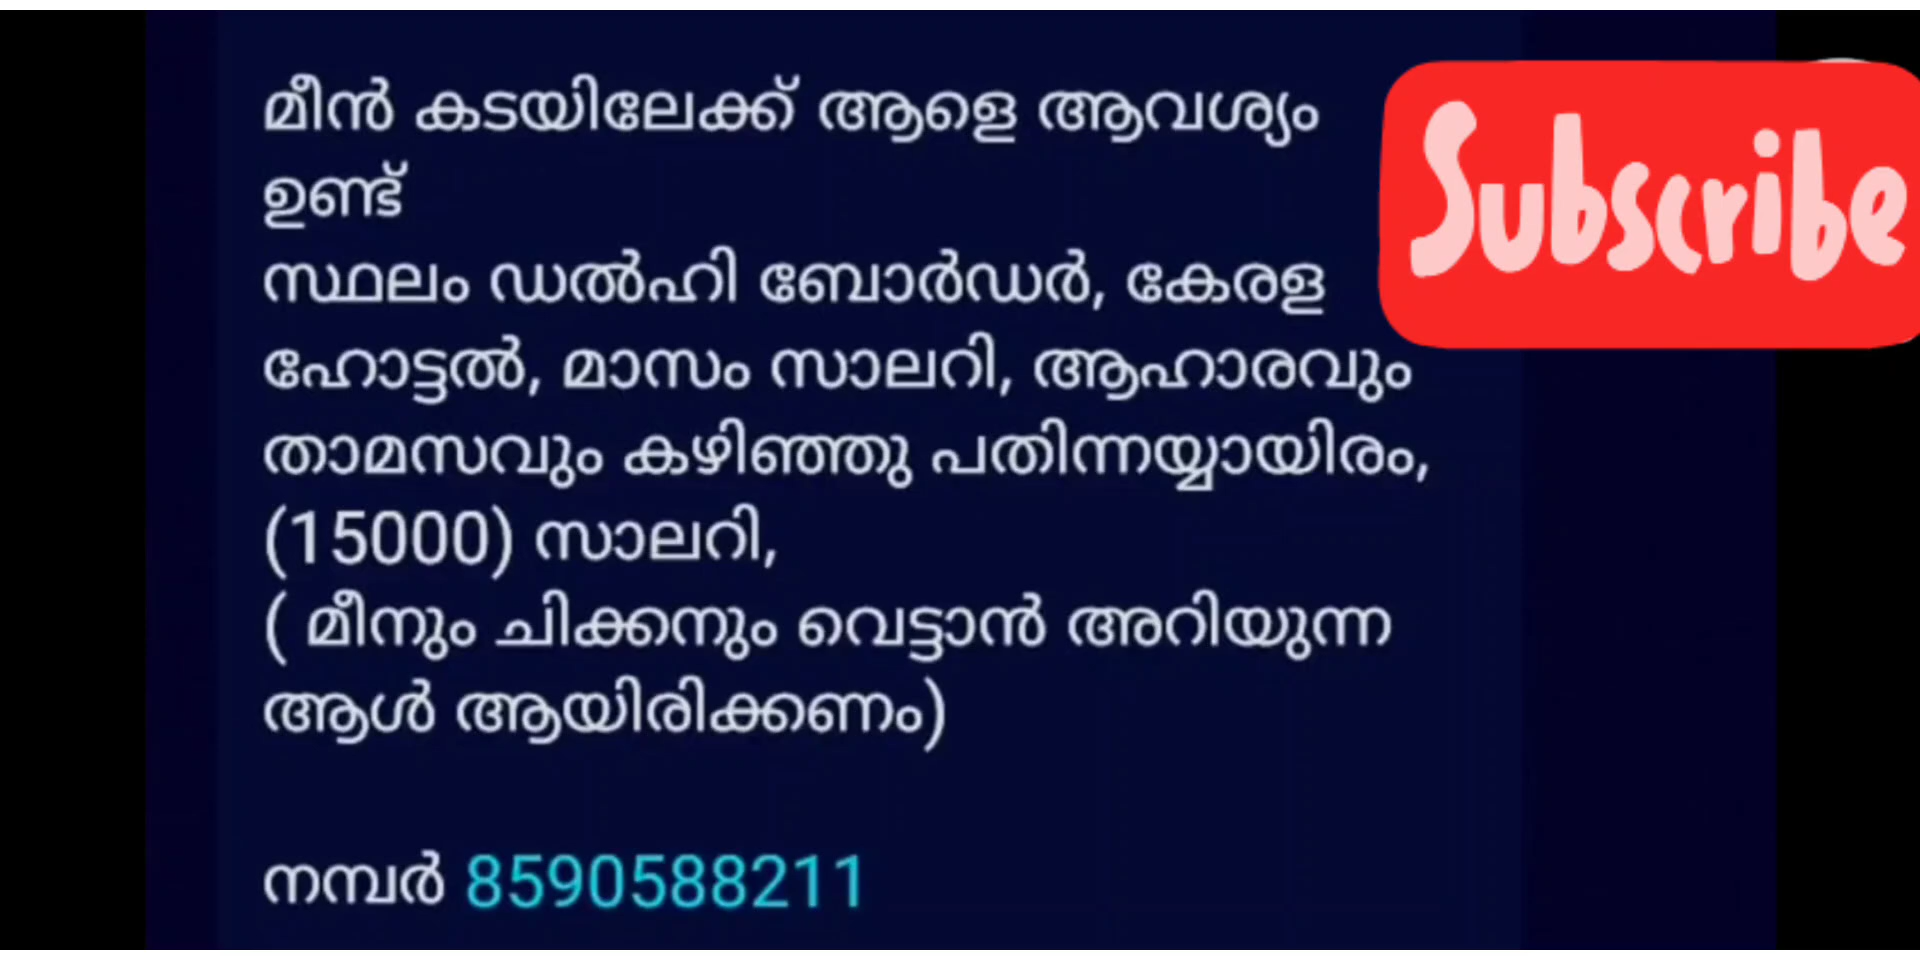 മീൻ കടയിലേക്ക് ആളെ ആവശ്യം
ഉണ്ട്
സ്ഥലം ഡൽഹി ബോർഡർ, കേരള
ഹോട്ടൽ, മാസം സാലറി, ആഹാരവും
താമസവും കഴിഞ്ഞു പതിന്നയ്യായിരം,
(15000) സാലറി,
( മീനും ചിക്കനും വെട്ടാൻ അറിയുന്ന
ആൾ ആയിരിക്കണം)
നമ്പർ 8590588211
Subscribe